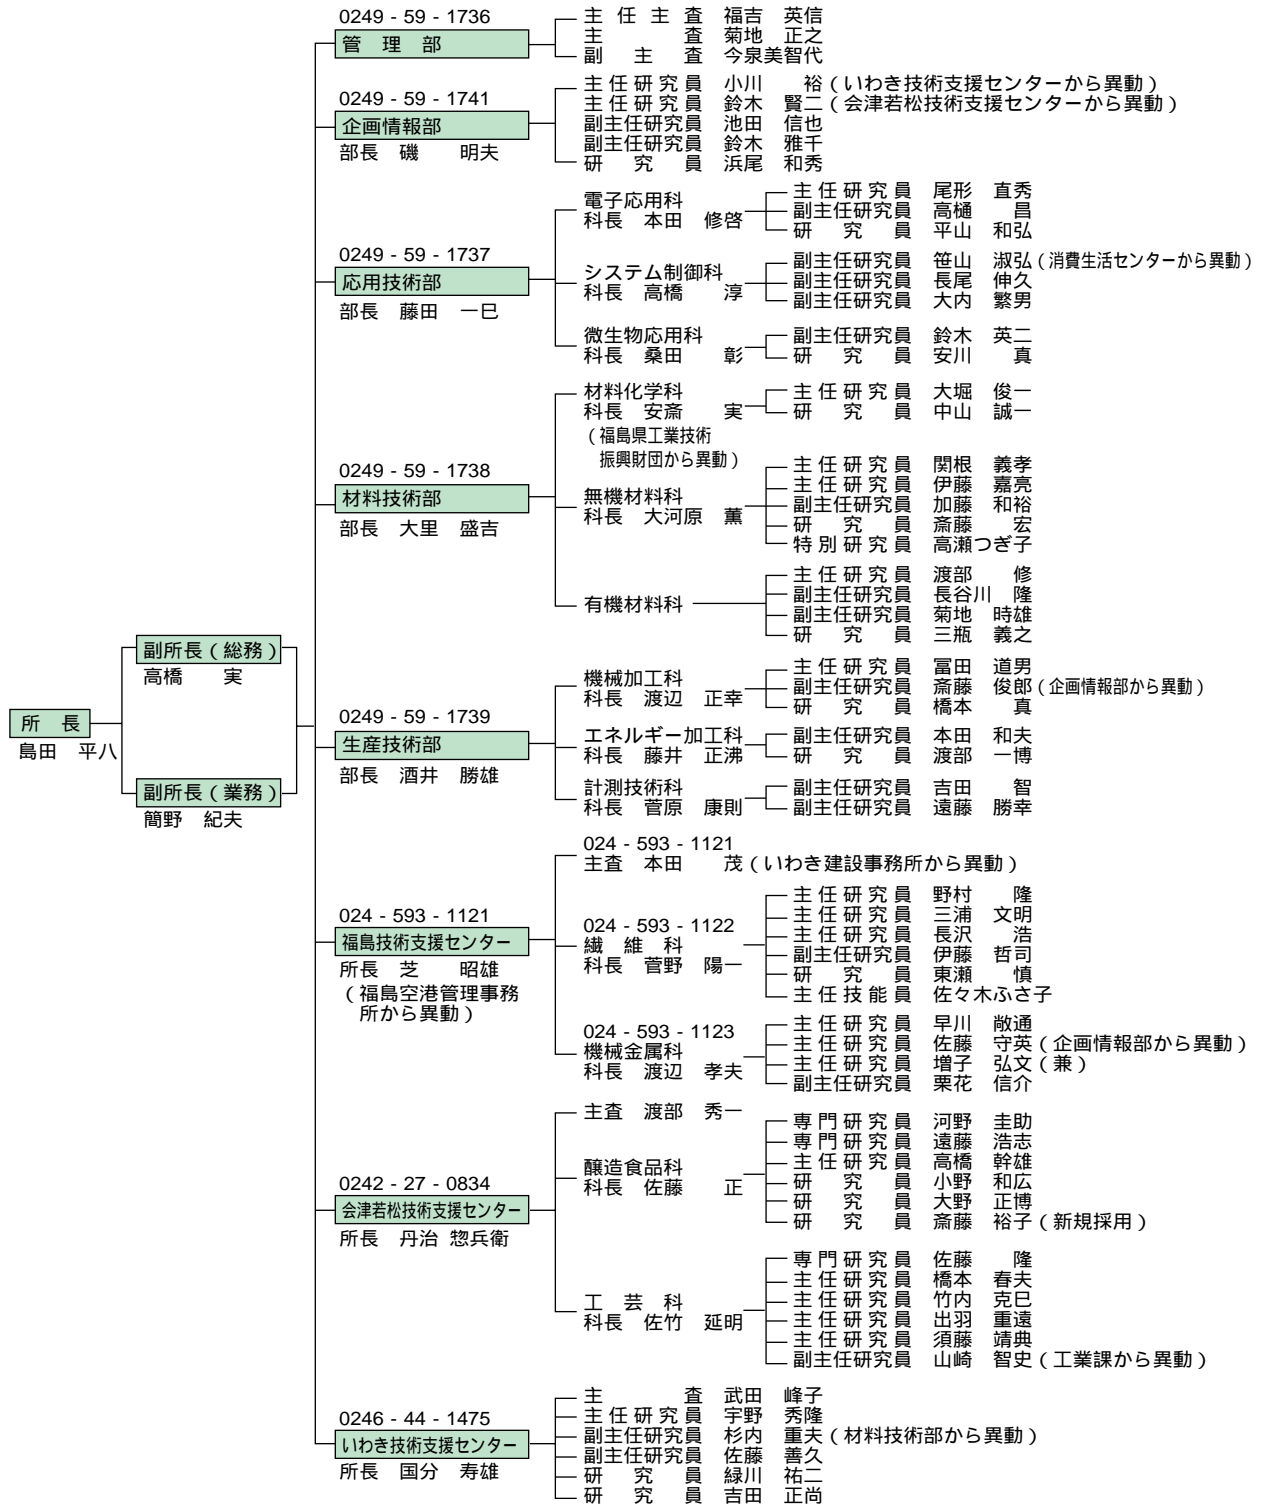 所　長
島田　平八
副所長（総務）
高橋　　実
副所長（業務）
簡野　紀夫
0249 - 59 - 1736
管　理　部
主任主査　福吉　英信
主　　査　菊地　正之
副　主　査　今泉美智代
0249 - 59 - 1741
企画情報部
部長　磯　　明夫
主任研究員　小川　　裕（いわき技術支援センターから異動）
主任研究員　鈴木　賢二（会津若松技術支援センターから異動）
副主任研究員　池田　信也
副主任研究員　鈴木　雅千
研　究　員　浜尾　和秀
0249 - 59 - 1737
応用技術部
部長　藤田　一巳
電子応用科
科長　本田　修啓
主任研究員　尾形　直秀
副主任研究員　高樋　　昌
研　究　員　平山　和弘
システム制御科
科長　高橋　　淳
副主任研究員　笹山　淑弘（消費生活センターから異動）
副主任研究員　長尾　伸久
副主任研究員　大内　繁男
微生物応用科
科長　桑田　　彰
副主任研究員　鈴木　英二
研　究　員　安川　　真
0249 - 59 - 1738
材料技術部
部長　大里　盛吉
材料化学科
科長　安斎　　実
（福島県工業技術
振興財団から異動）
主任研究員　大堀　俊一
研　究　員　中山　誠一
無機材料科
科長　大河原　薫
主任研究員　関根　義孝
主任研究員　伊藤　嘉亮
副主任研究員　加藤　和裕
研　究　員　斎藤　　宏
特別研究員　高瀬つぎ子
有機材料科
主任研究員　渡部　　修
副主任研究員　長谷川　隆
副主任研究員　菊地　時雄
研　究　員　三瓶　義之
0249 - 59 - 1739
生産技術部
部長　酒井　勝雄
機械加工科
科長　渡辺　正幸
主任研究員　冨田　道男
副主任研究員　斎藤　俊郎（企画情報部から異動）
研　究　員　橋本　　真
エネルギー加工科
科長　藤井　正沸
副主任研究員　本田　和夫
研　究　員　渡部　一博
計測技術科
科長　菅原　康則
副主任研究員　吉田　　智
副主任研究員　遠藤　勝幸
024 - 593 - 1121
福島技術支援センター
所長　芝　　昭雄
（福島空港管理事務
所から異動）
024 - 593 - 1121
主査　本田　　茂（いわき建設事務所から異動）
024 - 593 - 1122
繊　維　科
科長　菅野　陽一
主任研究員　野村　　隆
主任研究員　三浦　文明
主任研究員　長沢　　浩
副主任研究員　伊藤　哲司
研　究　員　東瀬　　慎
主任技能員　佐々木ふさ子
024 - 593 - 1123
機械金属科
科長　渡辺　孝夫
主任研究員　早川　敞通
主任研究員　佐藤　守英（企画情報部から異動）
主任研究員　増子　弘文（兼）
副主任研究員　栗花　信介
0242 - 27 - 0834
会津若松技術支援センター
所長　丹治 惣兵衛
主査　渡部　秀一
醸造食品科
科長　佐藤　　正
専門研究員　河野　圭助
専門研究員　遠藤　浩志
主任研究員　高橋　幹雄
研　究　員　小野　和広
研　究　員　大野　正博
研　究　員　斎藤　裕子（新規採用）
工　芸　科
科長　佐竹　延明
専門研究員　佐藤　　隆
主任研究員　橋本　春夫
主任研究員　竹内　克巳
主任研究員　出羽　重遠
主任研究員　須藤　靖典
副主任研究員　山崎　智史（工業課から異動）
0246 - 44 - 1475
いわき技術支援センター
所長　国分　寿雄
主　　査　武田　峰子
主任研究員　宇野　秀隆
副主任研究員　杉内　重夫（材料技術部から異動）
副主任研究員　佐藤　善久
研　究　員　緑川　祐二
研　究　員　吉田　正尚